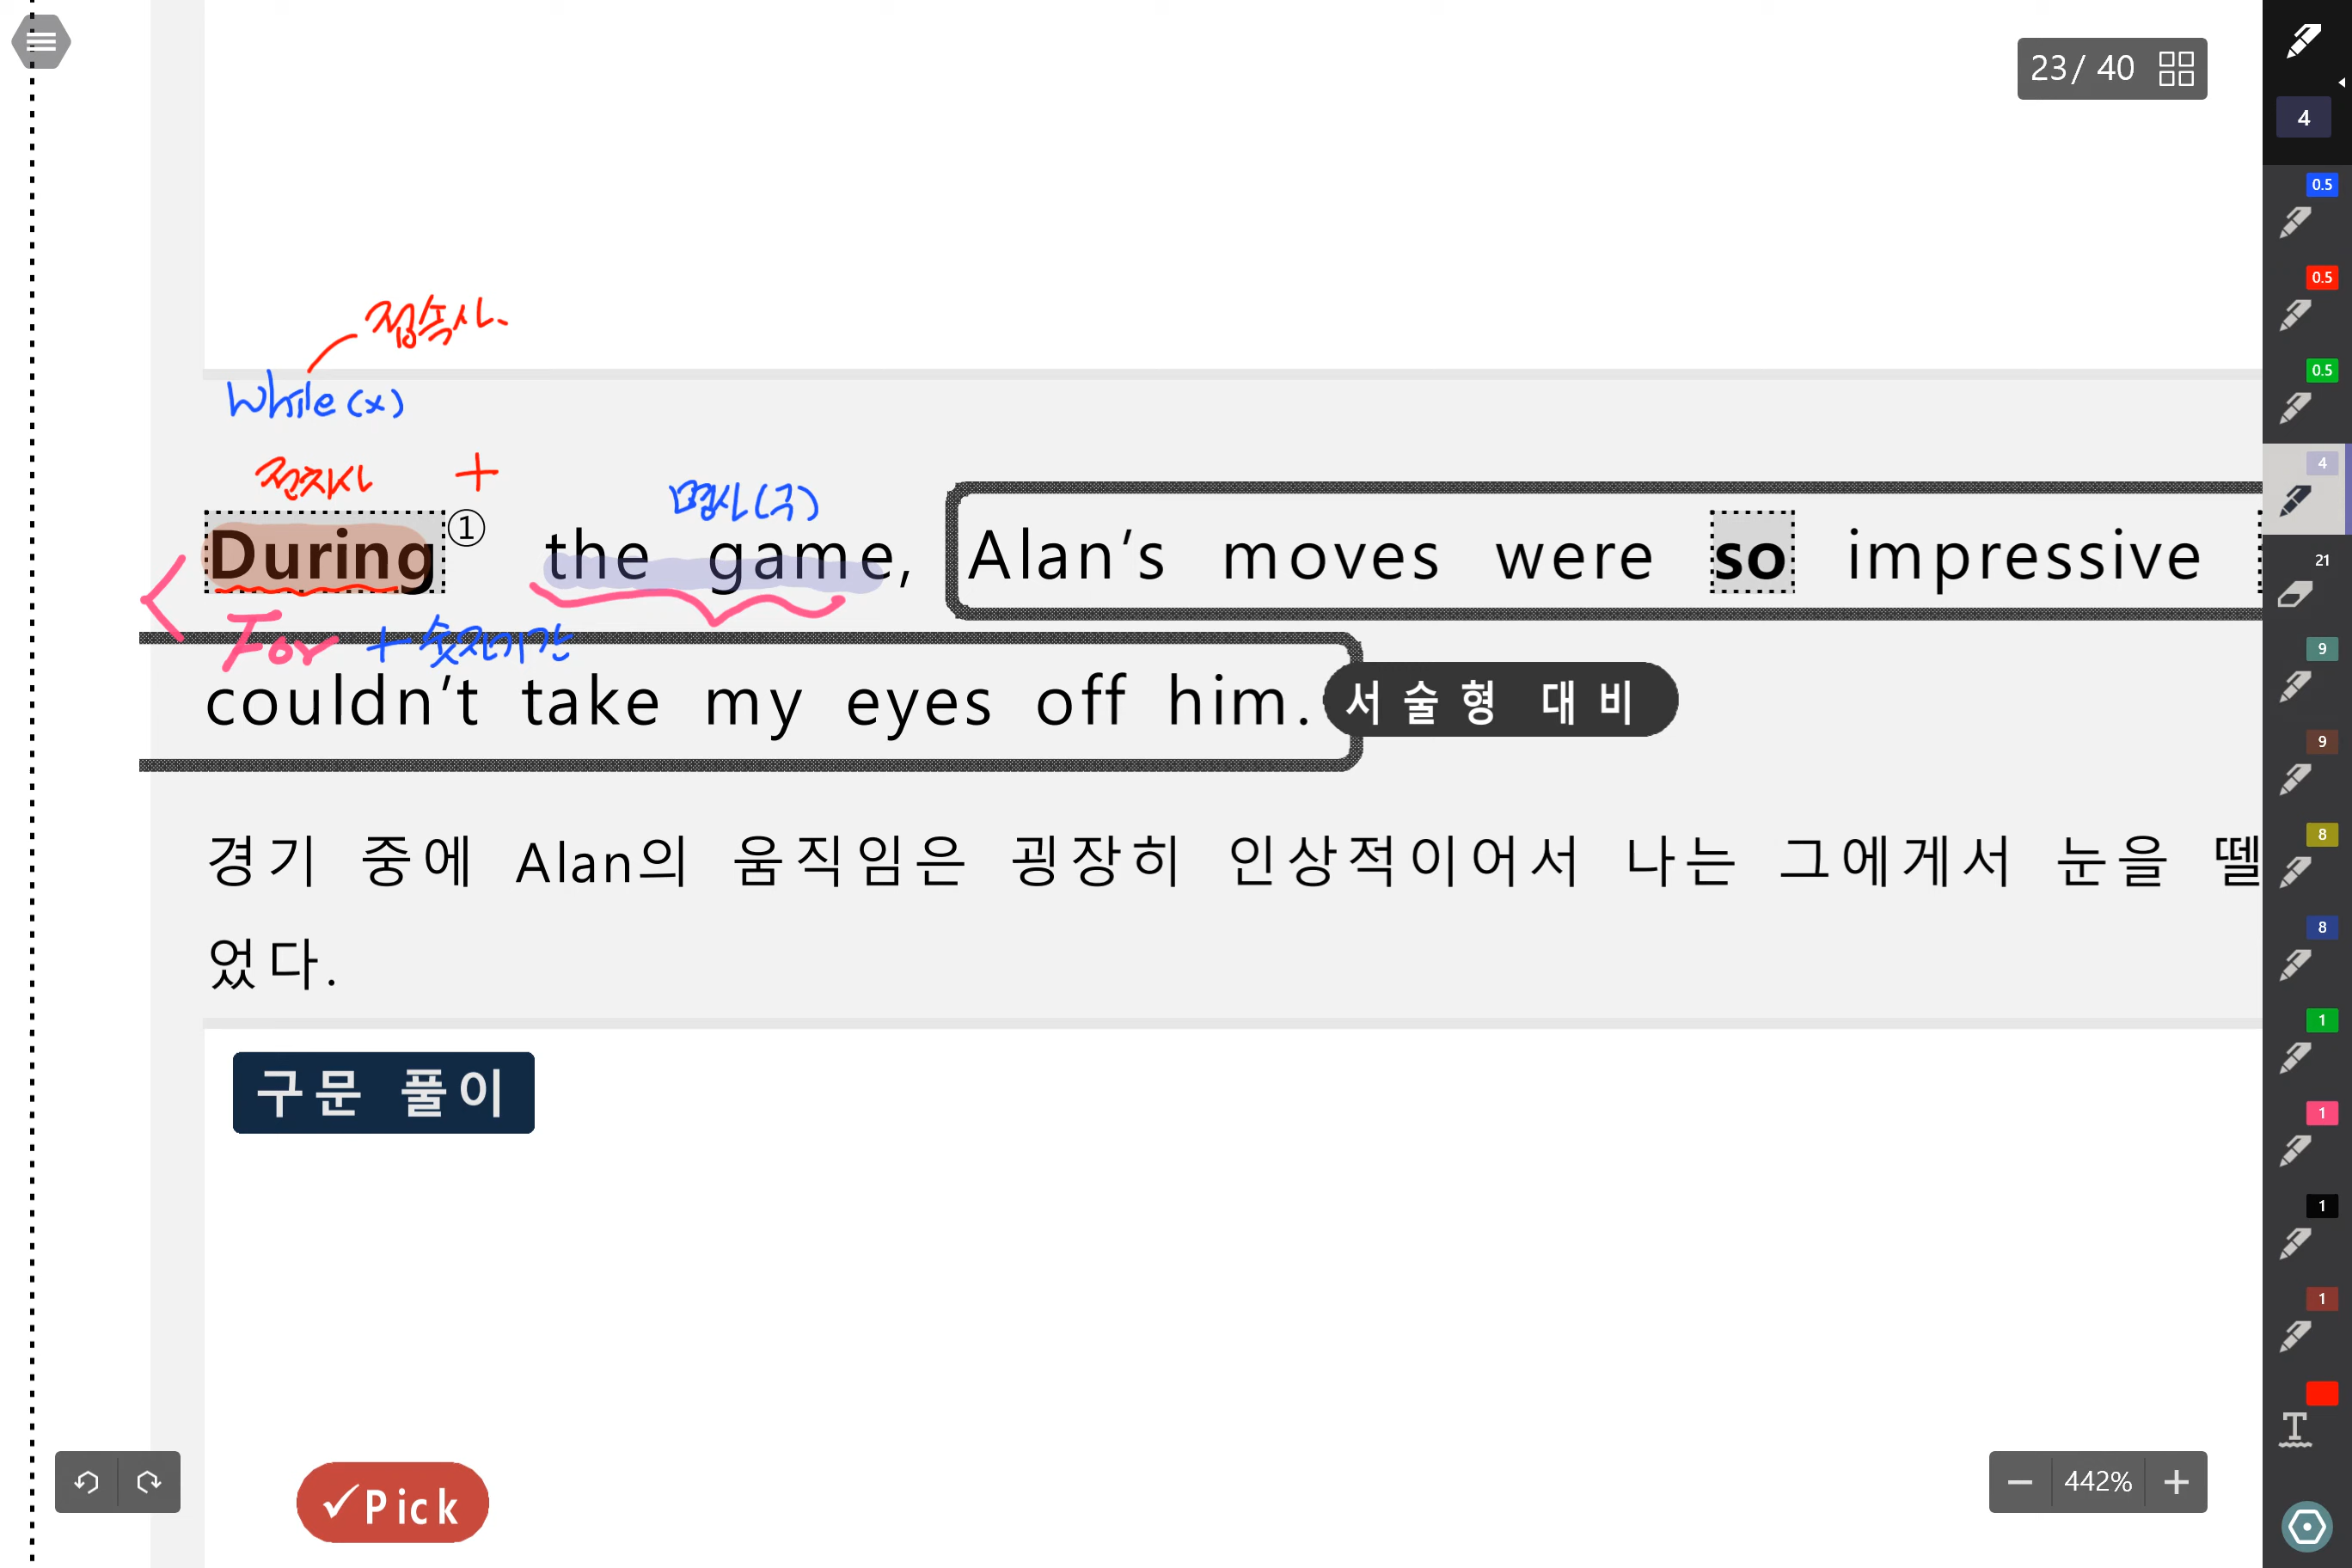 23/ 40
4
0.5
0.5
0.5
4
21
9
9
8
8
1
1
1
1
접속사
While(x)
전치사 +
명사(구)
During① the game, Alan’s moves were so impressive
For + 숫자기간
couldn’t take my eyes off him. 서술형 대비
경기 중에 Alan의 움직임은 굉장히 인상적이어서 나는 그에게서 눈을 뗄
었다.
구문 풀이
✓Pick
442%